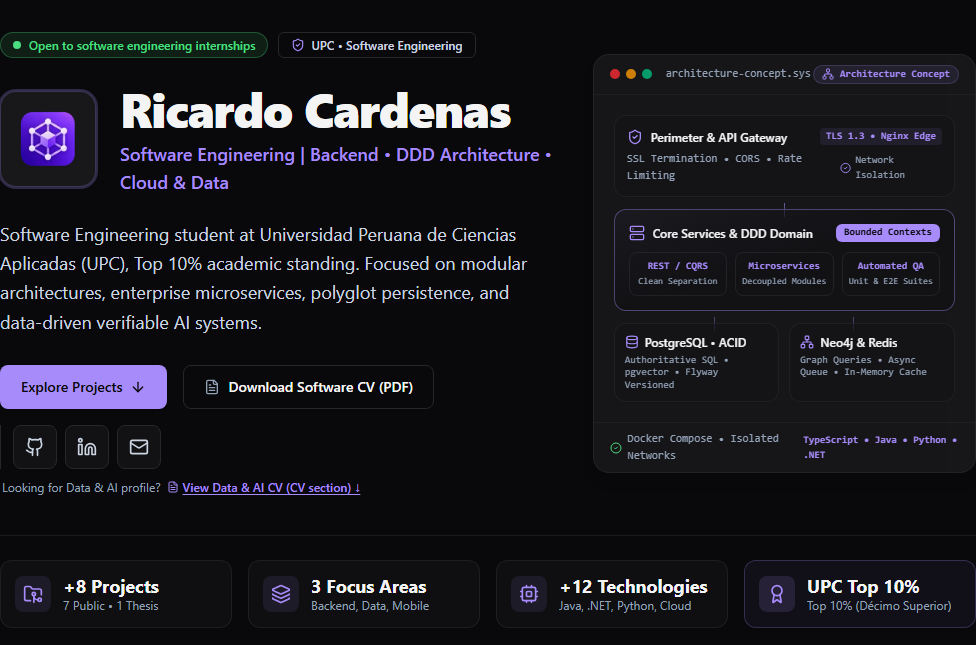 Open to software engineering internships
UPC • Software Engineering
Ricardo Cardenas
Software Engineering | Backend • DDD Architecture •
Cloud & Data
Software Engineering student at Universidad Peruana de Ciencias
Aplicadas (UPC), Top 10% academic standing. Focused on modular
architectures, enterprise microservices, polyglot persistence, and
data-driven verifiable AI systems.
Explore Projects ↓
Download Software CV (PDF)
Looking for Data & AI profile?
View Data & AI CV (CV section) ↓
architecture-concept.sys
Architecture Concept
Perimeter & API Gateway
TLS 1.3 • Nginx Edge
SSL Termination • CORS • Rate
Limiting
Network
Isolation
Core Services & DDD Domain
Bounded Contexts
REST / CQRS
Clean Separation
Microservices
Decoupled Modules
Automated QA
Unit & E2E Suites
PostgreSQL • ACID
Authoritative SQL •
pgvector • Flyway
Versioned
Neo4j & Redis
Graph Queries • Async
Queue • In-Memory Cache
Docker Compose • Isolated
Networks
TypeScript • Java • Python •
.NET
+8 Projects
7 Public • 1 Thesis
3 Focus Areas
Backend, Data, Mobile
+12 Technologies
Java, .NET, Python, Cloud
UPC Top 10%
Top 10% (Décimo Superior)